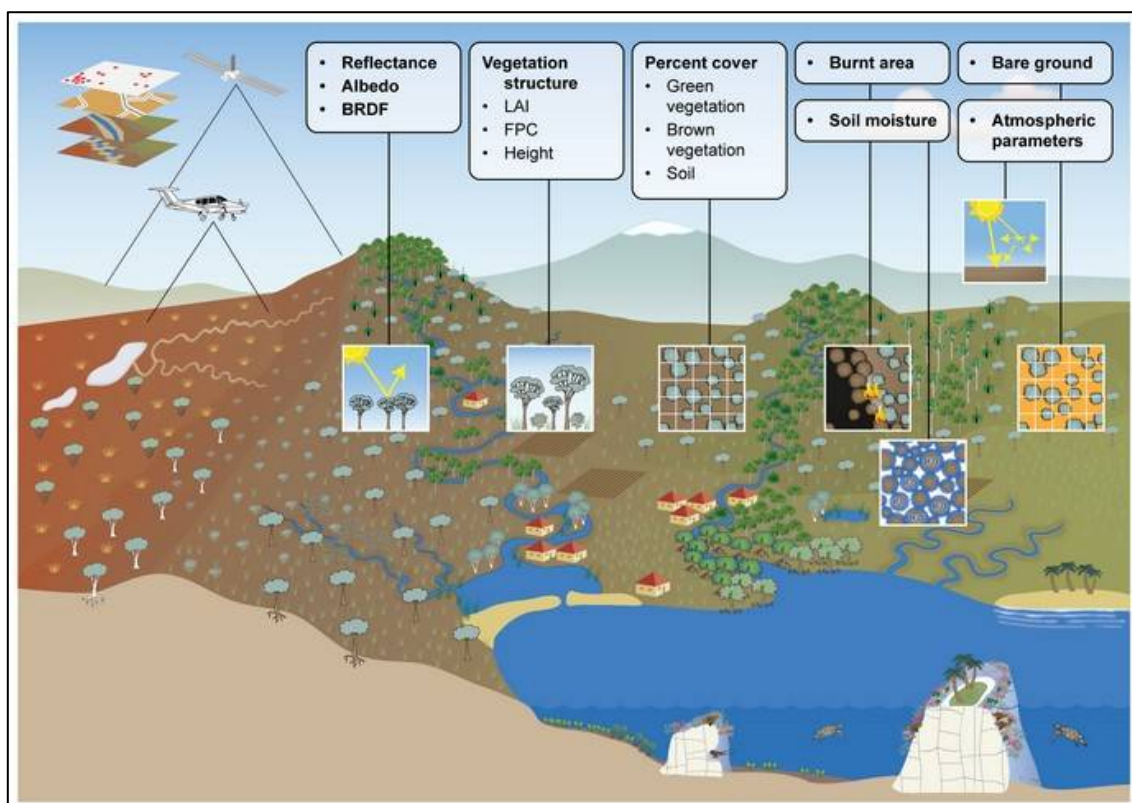 • Reflectance
• Albedo
• BRDF
Vegetation
structure
• LAI
• FPC
• Height
Percent cover
• Green
vegetation
• Brown
vegetation
• Soil
• Burnt area
• Soil moisture
• Bare ground
• Atmospheric
parameters